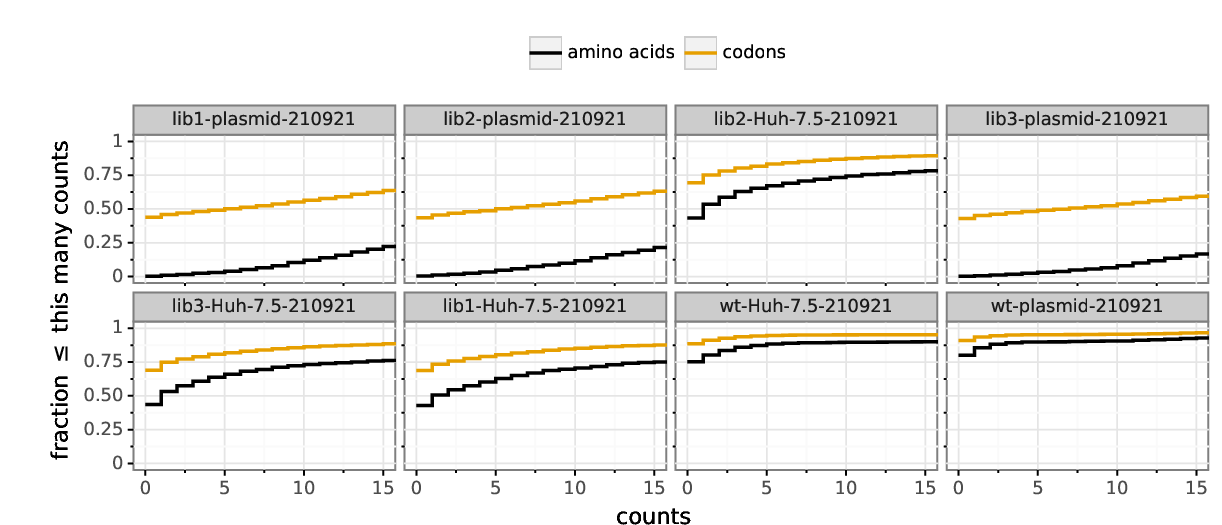 amino acids codons
lib1-plasmid-210921 lib2-plasmid-210921 lib2-Huh-7.5-210921 lib3-plasmid-210921
1
0.75
0.50
0.25
0
lib3-Huh-7.5-210921 lib1-Huh-7.5-210921 wt-Huh-7.5-210921 wt-plasmid-210921
1
0.75
0.50
0.25
0
0 5 10 15 0 5 10 15 0 5 10 15 0 5 10 15
counts
fraction ≤ this many counts